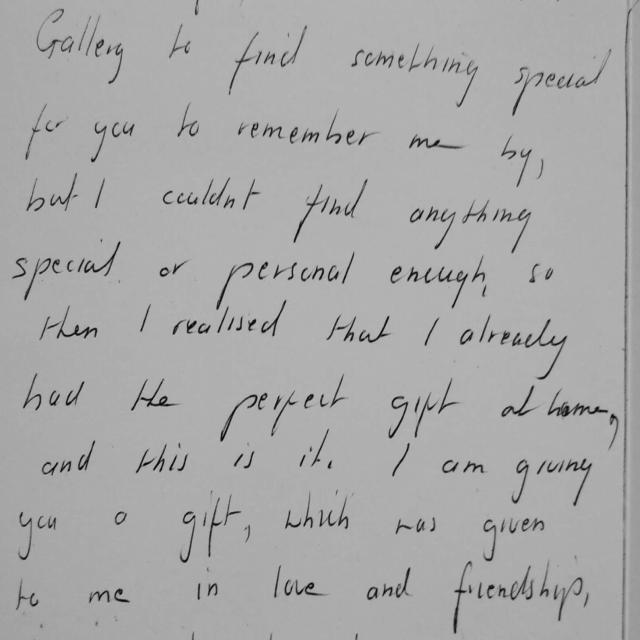 Gallery to find something special
for you to remember me by,
but I couldnt find anything
special or personal enough, so
then I realised that I already
had the perfect gift at home,
and this is it. I am giving
you a gift, which was given
to me in love and friendship,